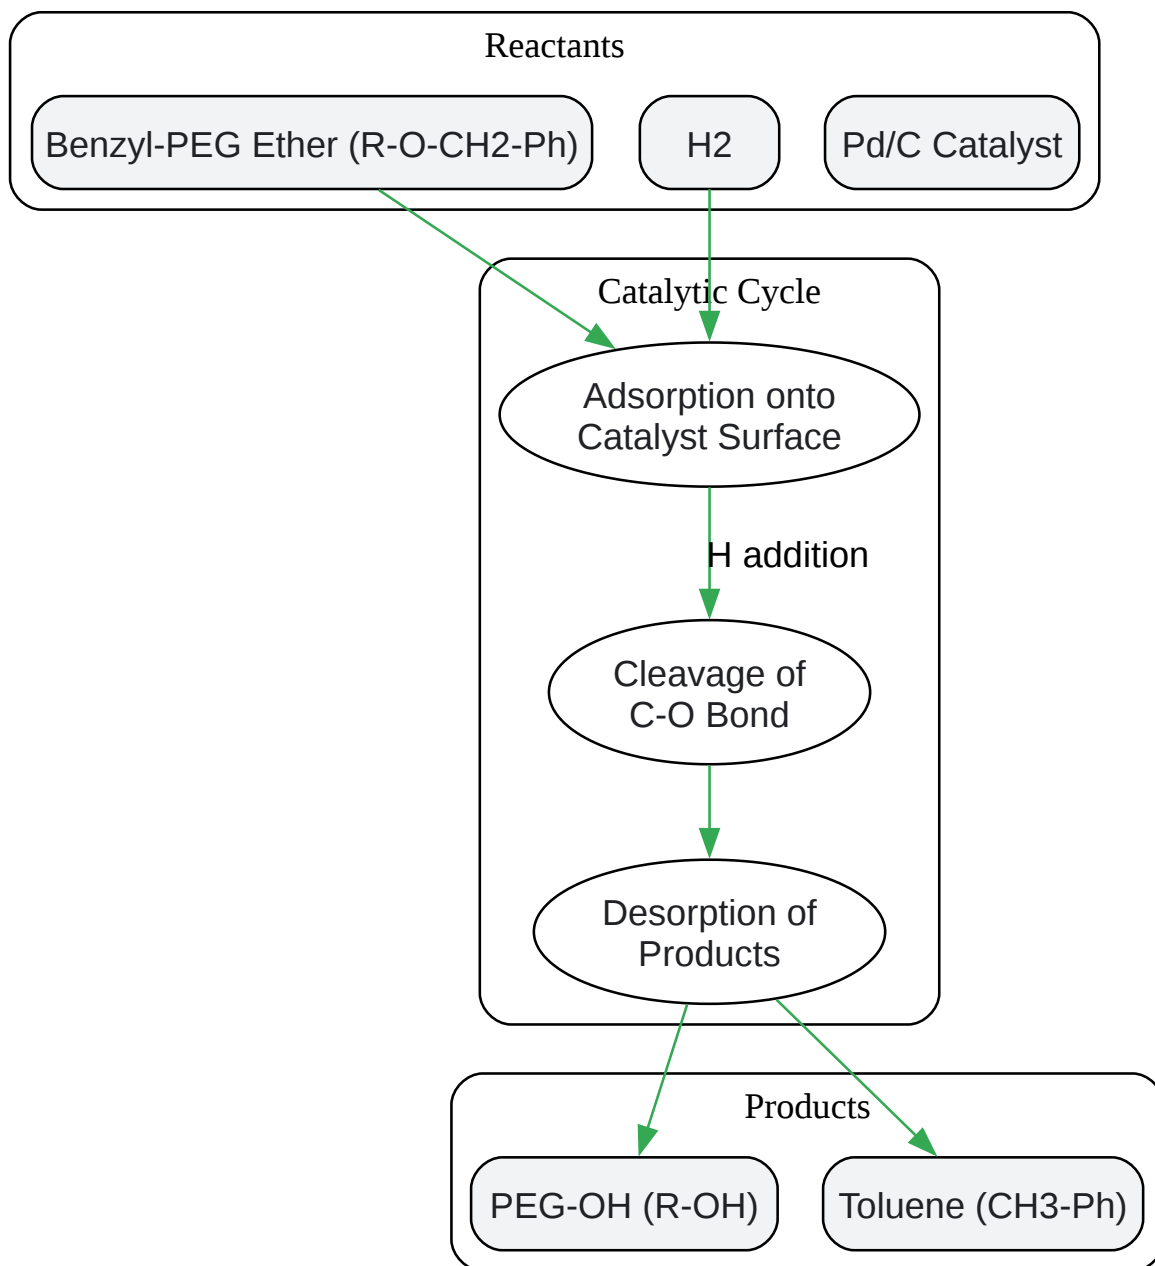 Reactants
Benzyl-PEG Ether (R-O-CH2-Ph)
H2
Pd/C Catalyst
Catalytic Cycle
Adsorption onto
Catalyst Surface
H addition
Cleavage of
C-O Bond
Desorption of
Products
Products
PEG-OH (R-OH)
Toluene (CH3-Ph)